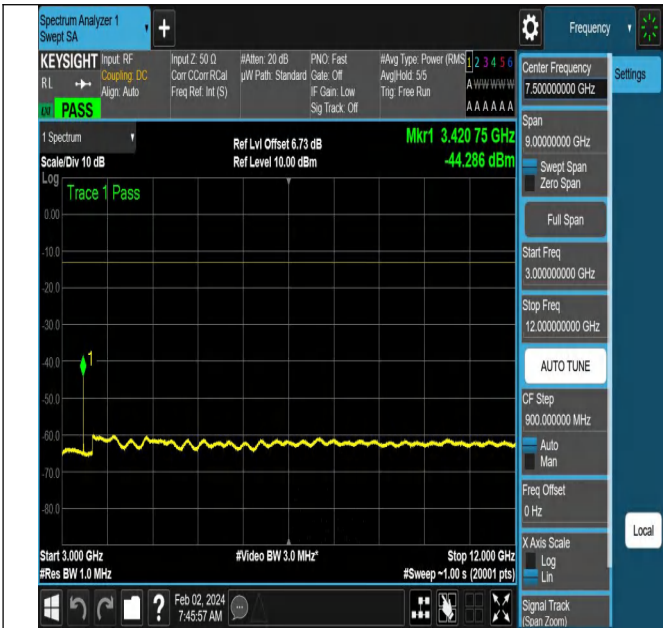 Spectrum Analyzer 1
Swept SA
Frequency
KEYSIGHT
RL
PASS
Input: RF
Coupling: DC
Align: Auto
Input Z: 50 Ω
Corr CCorr RCal
Freq Ref: Int (S)
#Atten: 20 dB
µW Path: Standard
PNO: Fast
Gate: Off
IF Gain: Low
Sig Track: Off
#Avg Type: Power (RMS
Avg|Hold: 5/5
Trig: Free Run
1 2 3 4 5 6
A W W W W W
A A A A A A
1 Spectrum
Scale/Div 10 dB
Ref Lvl Offset 6.73 dB
Ref Level 10.00 dBm
Mkr1 3.420 75 GHz
-44.286 dBm
Log
Trace 1 Pass
0.00
-10.0
-20.0
-30.0
-40.0
-50.0
-60.0
-70.0
-80.0
1
Start 3.000 GHz
#Res BW 1.0 MHz
#Video BW 3.0 MHz*
Stop 12.000 GHz
#Sweep ~1.00 s (20001 pts)
Feb 02, 2024
7:45:57 AM
Center Frequency
7.500000000 GHz
Settings
Span
9.00000000 GHz
Swept Span
Zero Span
Full Span
Start Freq
3.000000000 GHz
Stop Freq
12.000000000 GHz
AUTO TUNE
CF Step
900.000000 MHz
Auto
Man
Freq Offset
0 Hz
X Axis Scale
Log
Lin
Local
Signal Track
(Span Zoom)